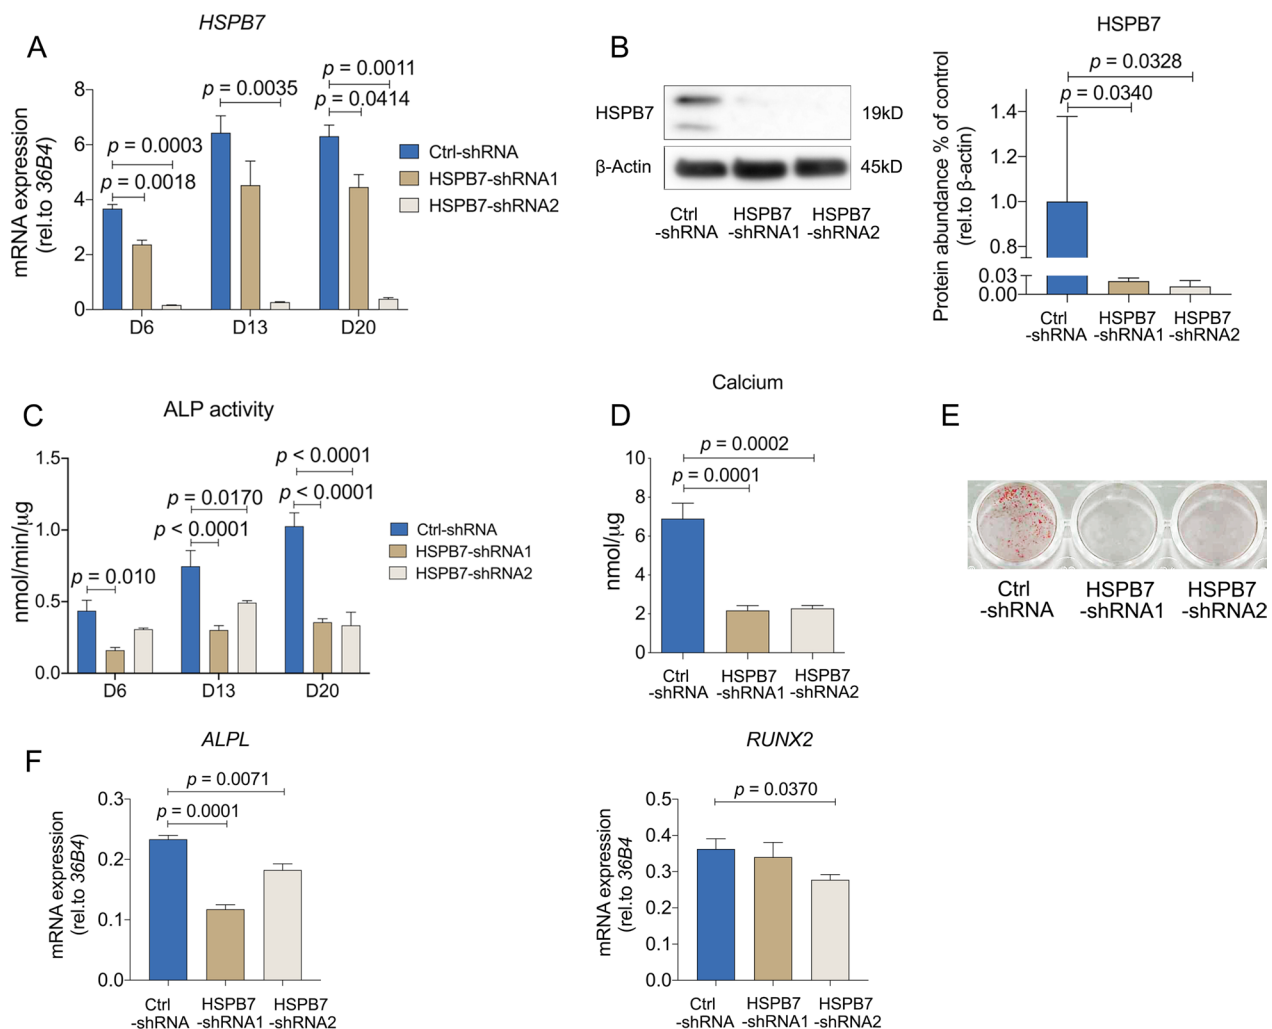 A
HSPB7
mRNA expression
(rel.to 36B4)
8
6
4
2
0
p = 0.0003
p = 0.0018
p = 0.0035
p = 0.0011
p = 0.0414
D6
D13
D20
Ctrl-shRNA
HSPB7-shRNA1
HSPB7-shRNA2
B
HSPB7
19kD
β-Actin
45kD
Ctrl
-shRNA
HSPB7
-shRNA1
HSPB7
-shRNA2
HSPB7
Protein abundance % of control
(rel.to β-actin)
p = 0.0328
p = 0.0340
1.4
1.2
1.0
0.8
0.03
0.00
Ctrl
-shRNA
HSPB7
-shRNA1
HSPB7
-shRNA2
C
ALP activity
nmol/min/μg
1.5
1.0
0.5
0.0
p = 0.010
p = 0.0170
p < 0.0001
p < 0.0001
p < 0.0001
D6
D13
D20
Ctrl-shRNA
HSPB7-shRNA1
HSPB7-shRNA2
D
Calcium
nmol/μg
10
8
6
4
2
0
p = 0.0002
p = 0.0001
Ctrl
-shRNA
HSPB7
-shRNA1
HSPB7
-shRNA2
E
Ctrl
-shRNA
HSPB7
-shRNA1
HSPB7
-shRNA2
F
ALPL
mRNA expression
(rel.to 36B4)
0.3
0.2
0.1
0.0
p = 0.0071
p = 0.0001
Ctrl
-shRNA
HSPB7
-shRNA1
HSPB7
-shRNA2
RUNX2
mRNA expression
(rel.to 36B4
0.5
0.4
0.3
0.2
0.1
0.0
p = 0.0370
Ctrl
-shRNA
HSPB7
-shRNA1
HSPB7
-shRNA2